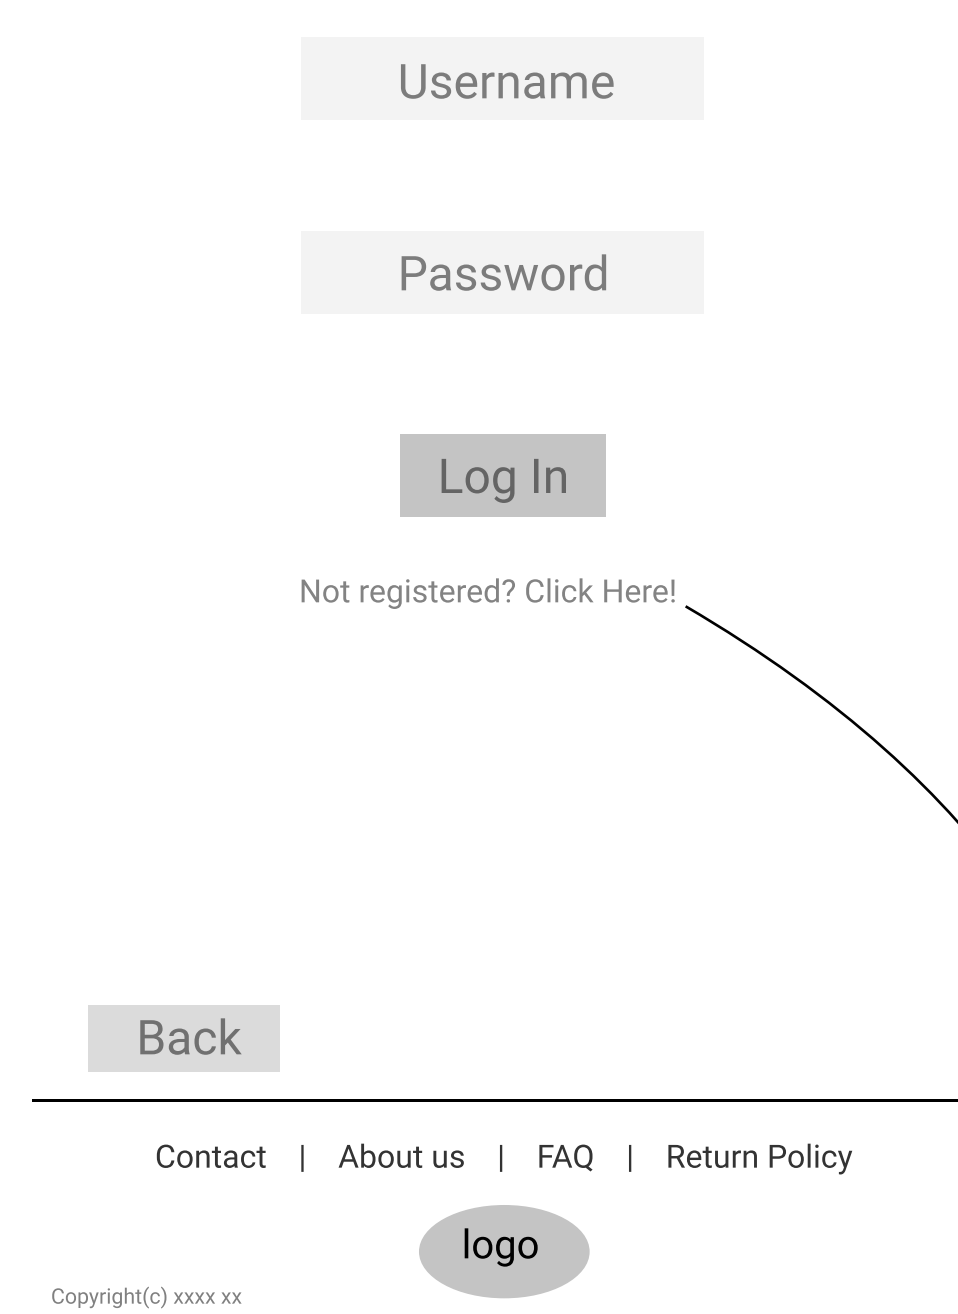 Username
Password
Log In
Not registered? Click Here!
Back
Contact | About us | FAQ | Return Policy
logo
Copyright(c) xxxx xx